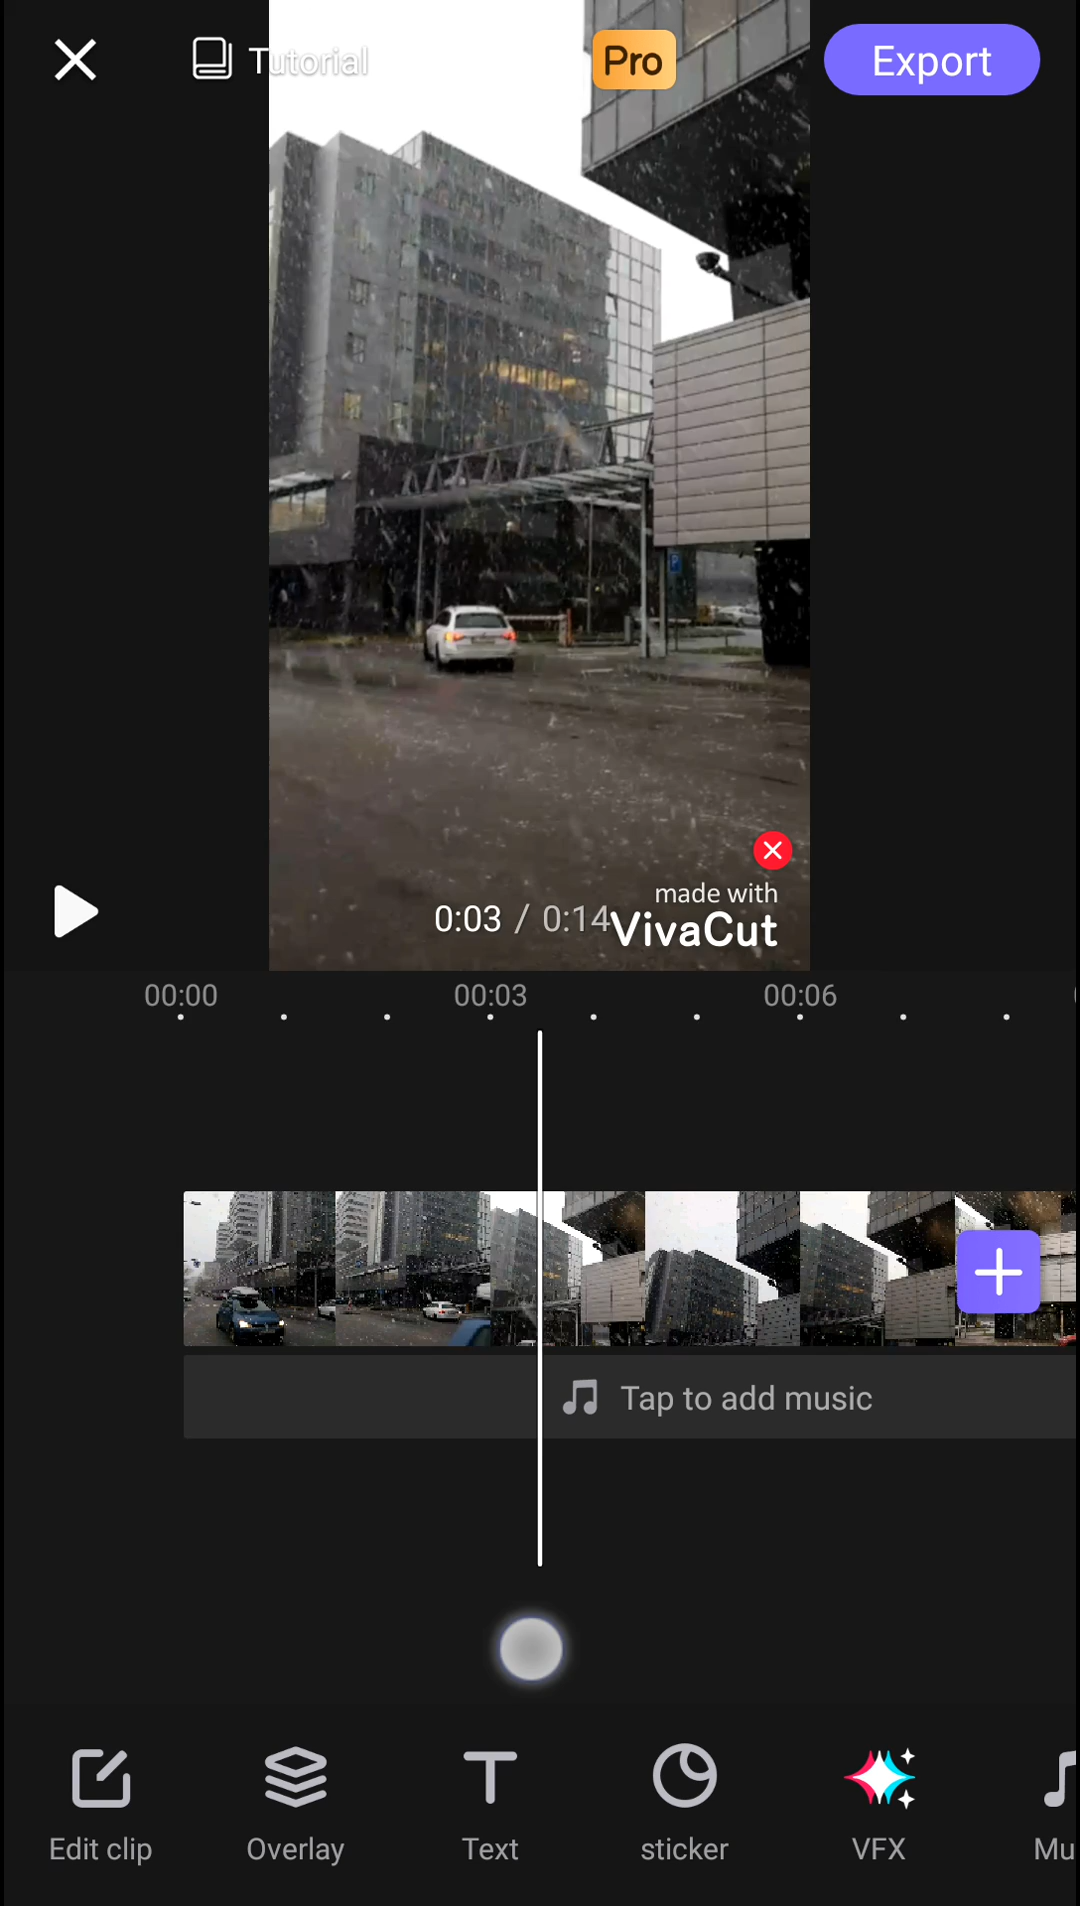 Tutorial
Pro
Export
P
made with
0:03 / 0:14
VivaCut
00:00
00:03
00:06
Tap to add music
Edit clip
Overlay
Text
sticker
VFX
Mu